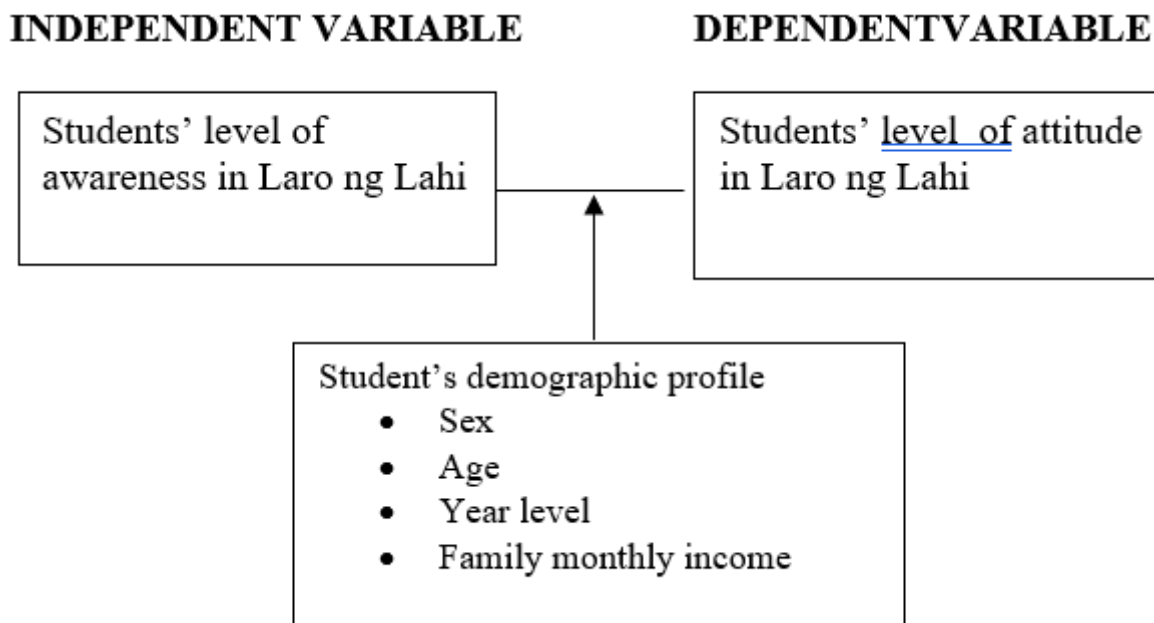 INDEPENDENT VARIABLE
DEPENDENTVARIABLE
Students’ level of
awareness in Laro ng Lahi
Students’ level  of attitude
in Laro ng Lahi
Student’s demographic profile
• Sex
• Age
• Year level
• Family monthly income